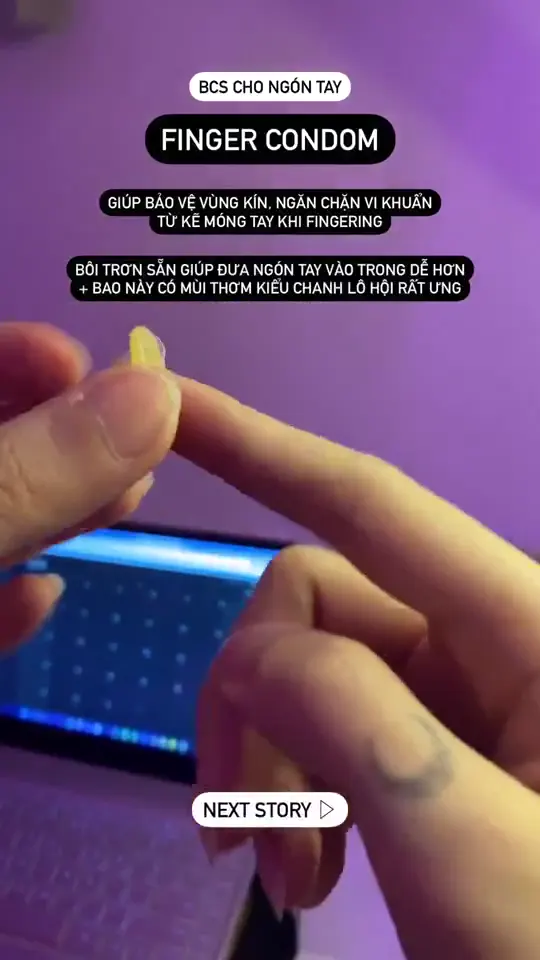 BCS CHO NGÓN TAY
FINGER CONDOM
GIÚP BẢO VỆ VÙNG KÍN, NGĂN CHẶN VI KHUẨN
TỪ KẼ MÓNG TAY KHI FINGERING
BÔI TRƠN SẴN GIÚP ĐƯA NGÓN TAY VÀO TRONG DỄ HƠN
+ BAO NÀY CÓ MÙI THƠM KIỂU CHANH LÔ HỘI RẤT ƯNG
NEXT STORY ▷